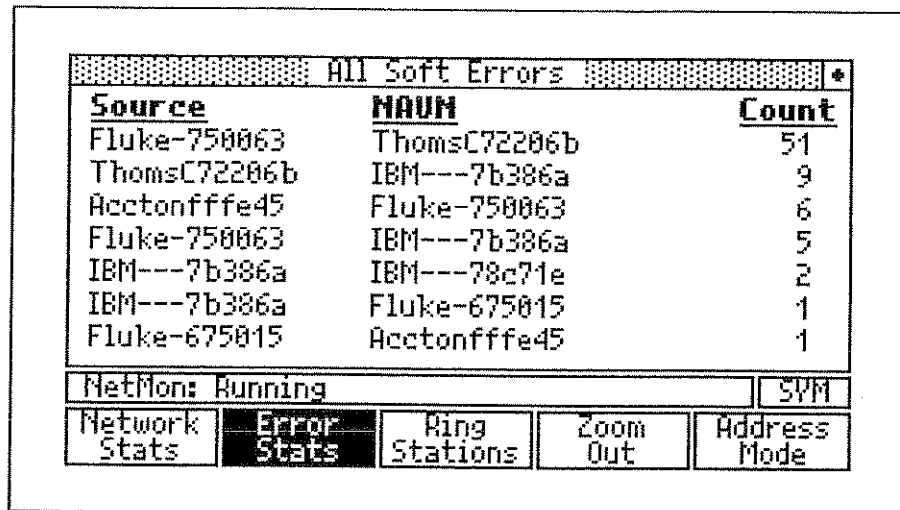 All Soft Errors
Source NAUN Count
Fluke-750063 ThomsC72206b 51
ThomsC72206b IBM---7b386a 9
Acctonfffe45 Fluke-750063 6
Fluke-750063 IBM---7b386a 5
IBM---7b386a IBM---78c71e 2
IBM---7b386a Fluke-675015 1
Fluke-675015 Acctonfffe45 1
NetMon: Running SYM
Network Error Ring Zoom Address
Stats Stats Stations Out Mode